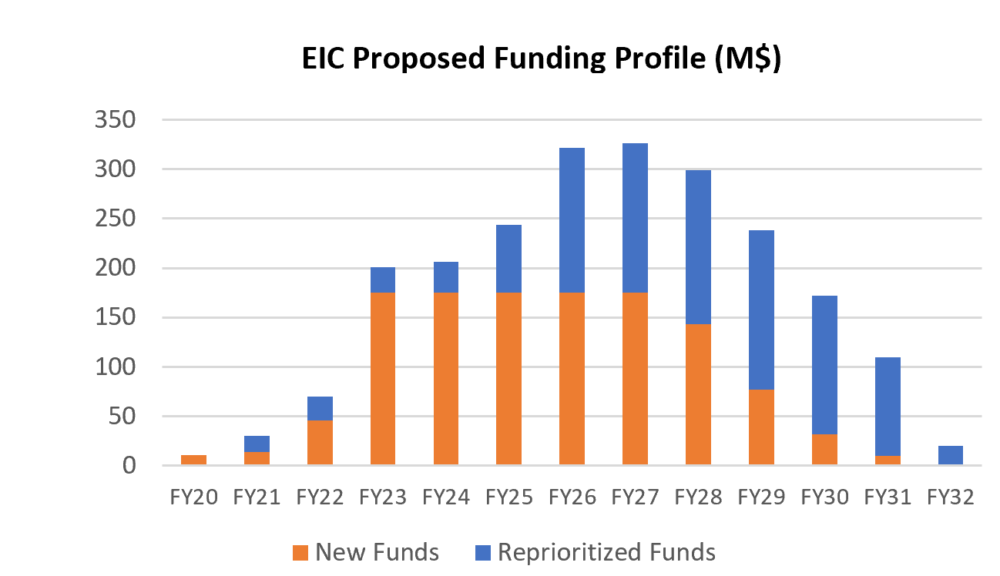 EIC Proposed Funding Profile (M$)
350
300
250
200
150
100
50
0
FY20 FY21 FY22 FY23 FY24 FY25 FY26 FY27 FY28 FY29 FY30 FY31 FY32
New Funds Reprioritized Funds